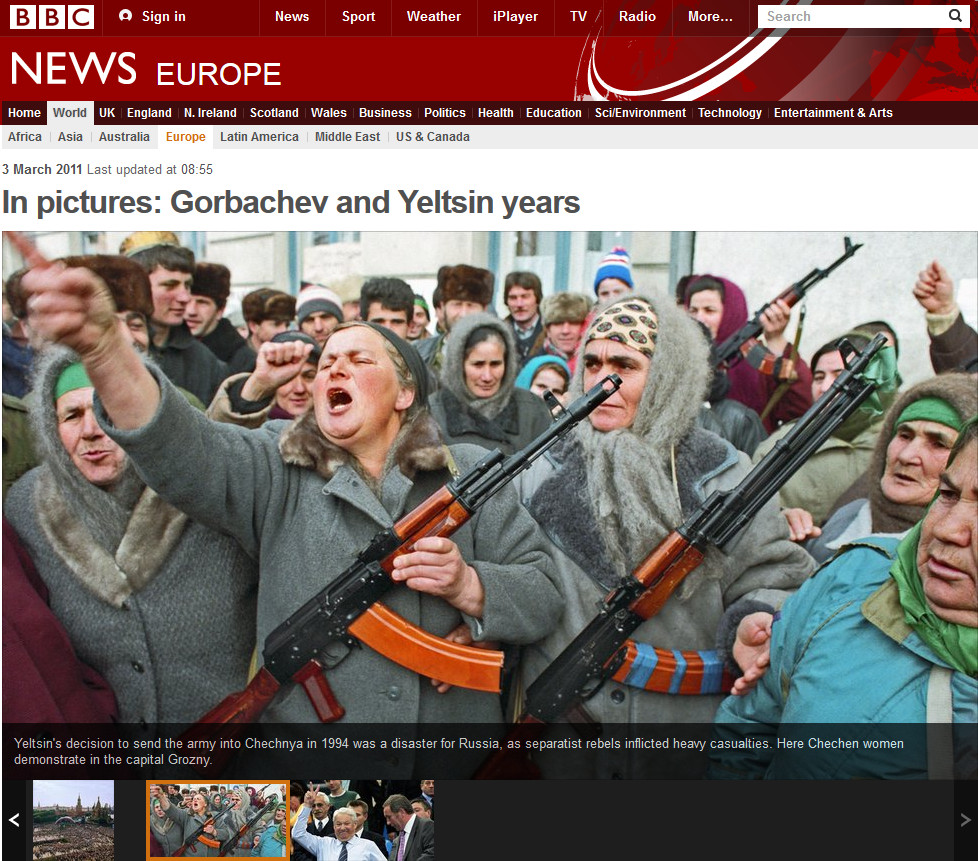 BBC Sign in News Sport Weather iPlayer TV Radio More... Search
NEWS EUROPE
Home World UK England N. Ireland Scotland Wales Business Politics Health Education Sci/Environment Technology Entertainment & Arts
Africa Asia Australia Europe Latin America Middle East US & Canada
3 March 2011 Last updated at 08:55
In pictures: Gorbachev and Yeltsin years
Yeltsin's decision to send the army into Chechnya in 1994 was a disaster for Russia, as separatist rebels inflicted heavy casualties. Here Chechen women
demonstrate in the capital Grozny.